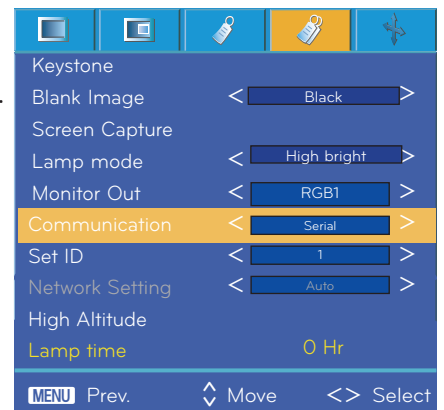 Keystone
Blank Image < Black >
Screen Capture
Lamp mode < High bright >
Monitor Out < RGB1 >
Communication < Serial >
Set ID < 1 >
Network Setting < Auto >
High Altitude
Lamp time 0 Hr
MENU Prev. Move <> Select